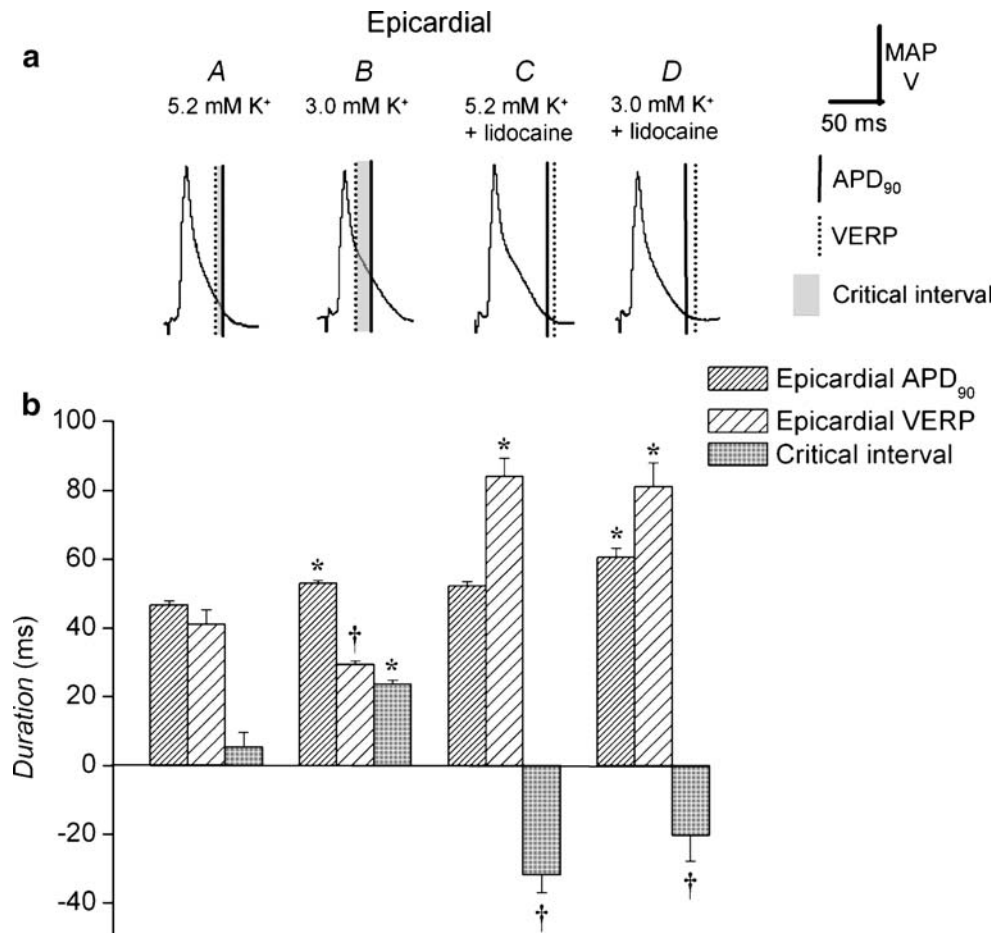 Epicardial
a
A
B
C
D
5.2 mM K⁺
3.0 mM K⁺
5.2 mM K⁺
+ lidocaine
3.0 mM K⁺
+ lidocaine
MAP
V
50 ms
APD₉₀
VERP
Critical interval
b
Epicardial APD₉₀
Epicardial VERP
Critical interval
Duration (ms)
100
80
60
40
20
0
-20
-40
*
†
*
*
*
*
†
†